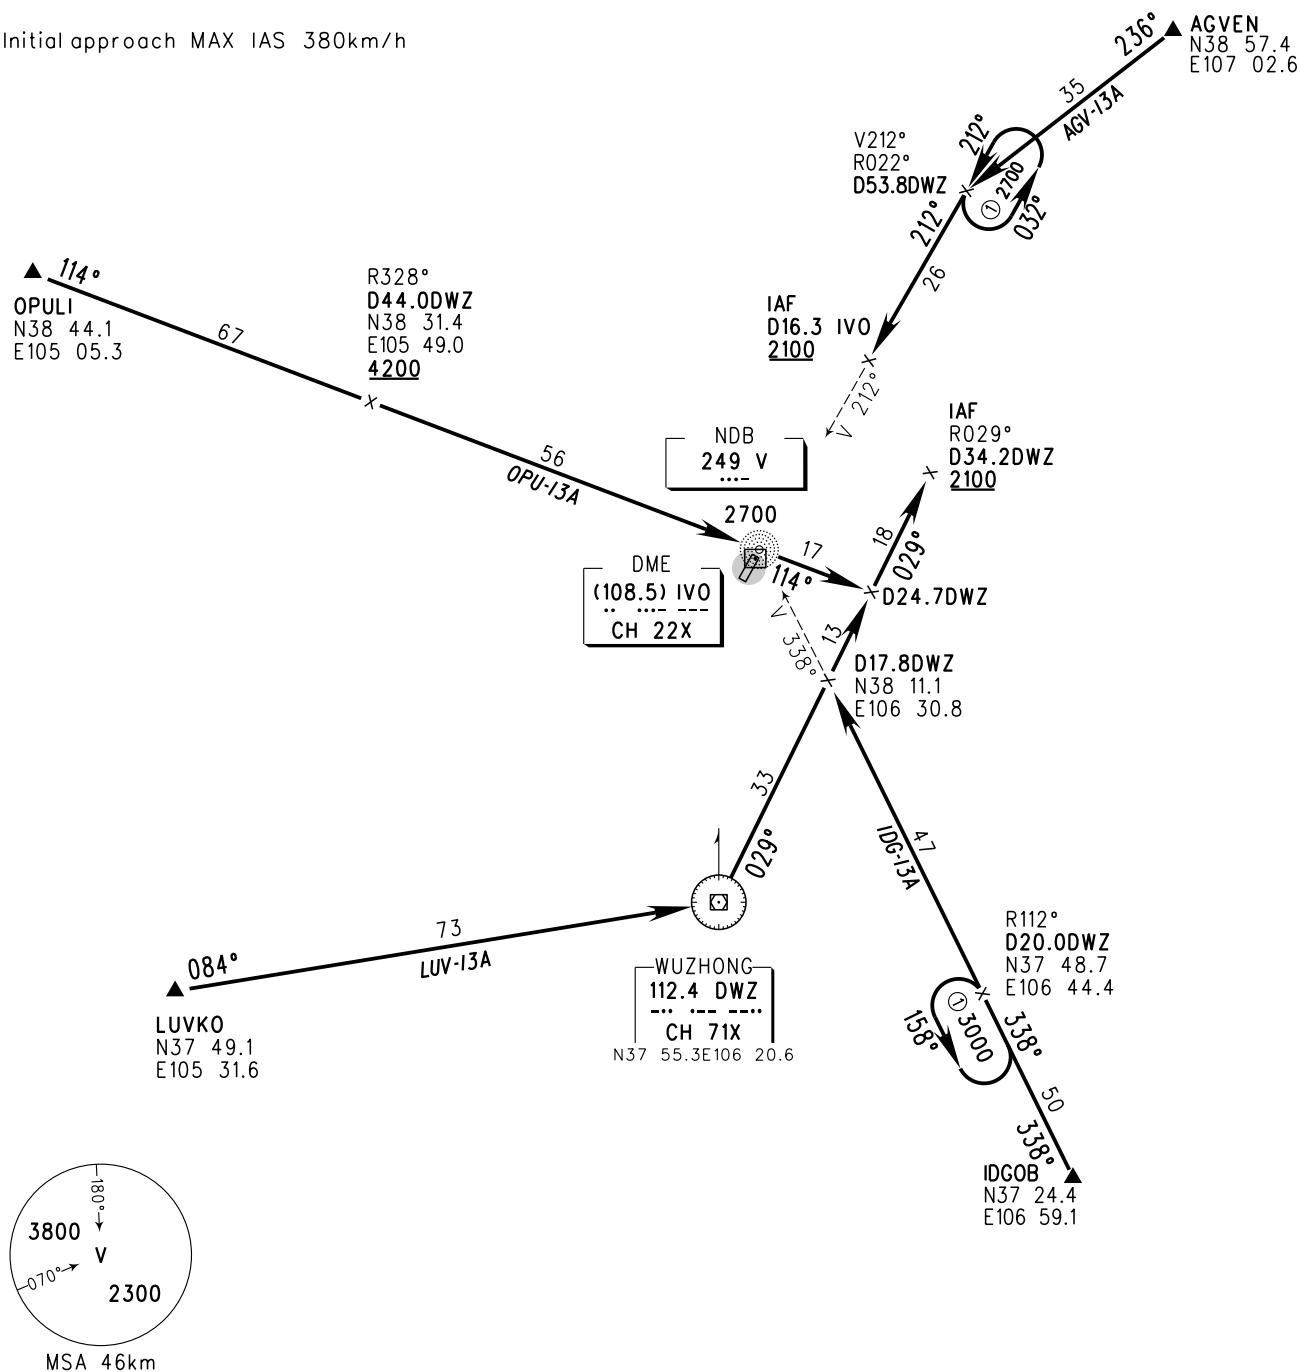 Initial approach MAX IAS 380km/h
236°
AGVEN
N38 57.4
E107 02.6
35
AGV-13A
212°
V212°
R022°
D53.8DWZ
① 2700
032°
212°
26
IAF
D16.3 IVO
2100
V 212°
114°
OPULI
N38 44.1
E105 05.3
67
R328°
D44.0DWZ
N38 31.4
E105 49.0
4200
56
OPU-13A
NDB
249 V
2700
IAF
R029°
D34.2DWZ
2100
18
029°
17
114°
D24.7DWZ
DME
(108.5) IVO
CH 22X
V 338°
13
D17.8DWZ
N38 11.1
E106 30.8
33
029°
47
IDG-13A
73
LUV-13A
084°
LUVKO
N37 49.1
E105 31.6
WUZHONG
112.4 DWZ
CH 71X
N37 55.3E106 20.6
R112°
D20.0DWZ
N37 48.7
E106 44.4
① 3000
158°
338°
50
338°
IDGOB
N37 24.4
E106 59.1
180°
3800
V
070°
2300
MSA 46km